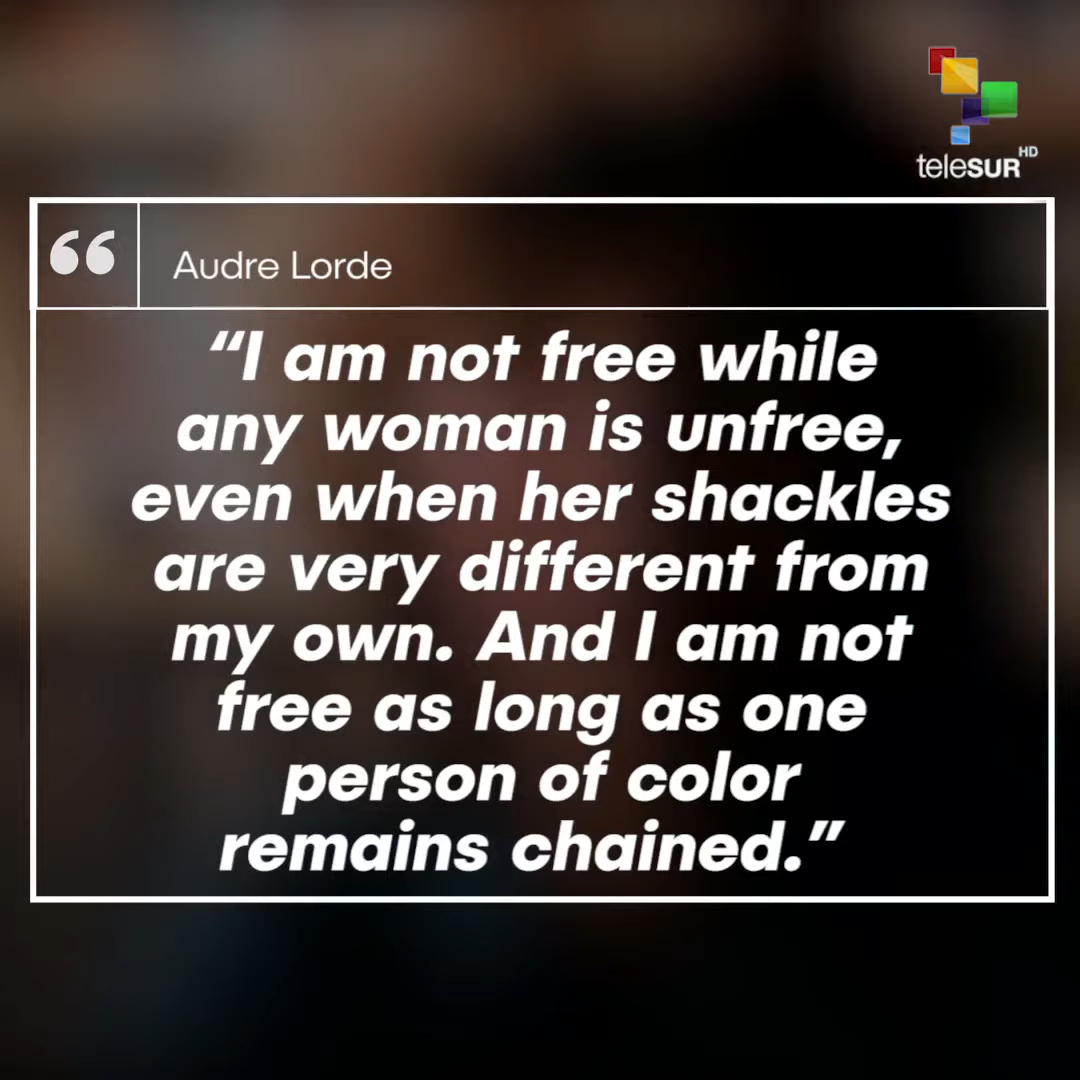 teleSUR HD
“
Audre Lorde
“I am not free while
any woman is unfree,
even when her shackles
are very different from
my own. And I am not
free as long as one
person of color
remains chained.”